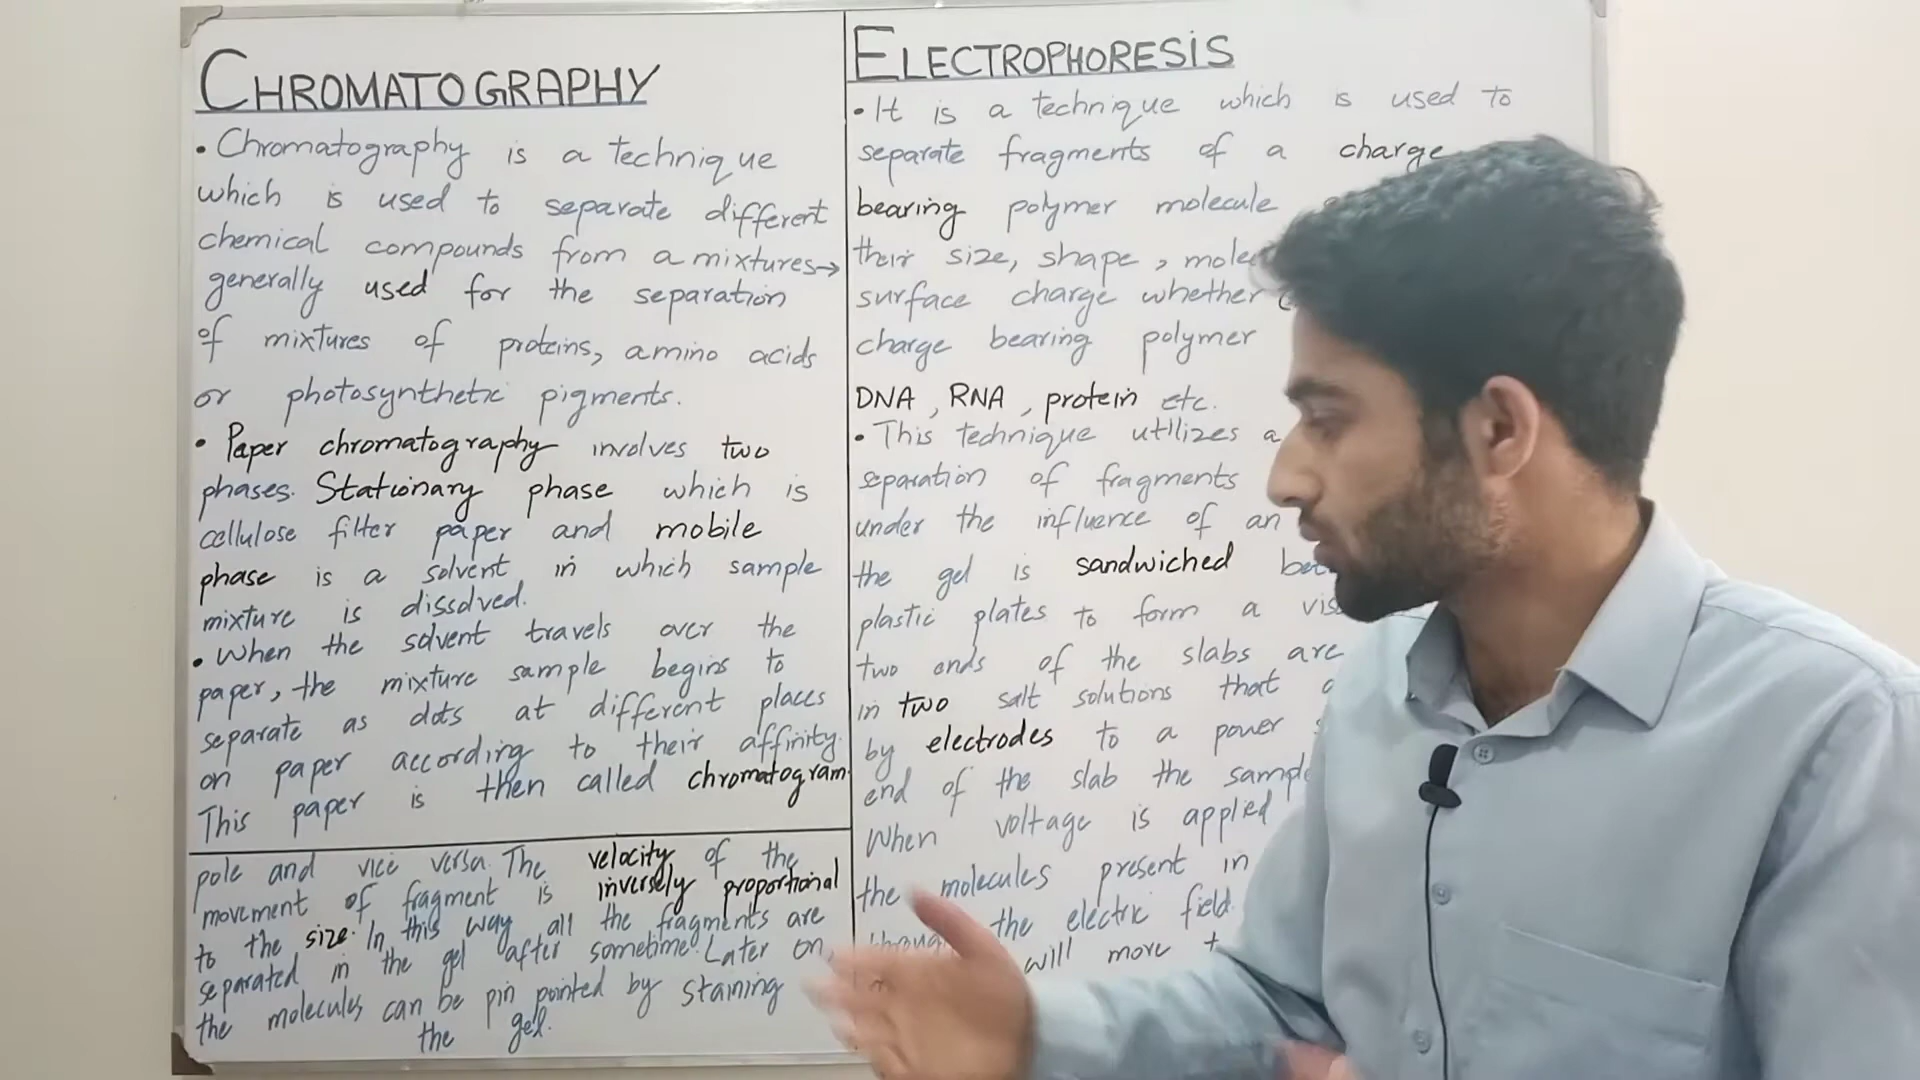 CHROMATOGRAPHY
• Chromatography is a technique
which is used to separate different
chemical compounds from a mixtures→
generally used for the separation
of mixtures of proteins, amino acids
or photosynthetic pigments.
• Paper chromatography involves two
phases. Stationary phase which is
cellulose filter paper and mobile
phase is a solvent in which sample
mixture is dissolved.
• When the solvent travels over the
paper, the mixture sample begins to
separate as dots at different places
on paper according to their affinity.
This paper is then called chromatogram.
pole and vice versa. The velocity of the
movement of fragment is inversely proportional
to the size. In this way all the fragments are
separated in the gel after sometime. Later on,
the molecules can be pin pointed by staining
the gel.
ELECTROPHORESIS
• It is a technique which is used to
separate fragments of a charge
bearing polymer molecule
their size, shape,
surface charge whether
charge bearing polymer
DNA, RNA, protein etc.
• This technique utilizes a
separation of fragments
under the influence of an
the gel is sandwiched
plastic plates to form a
two ends of the slabs are
in two salt solutions that
by electrodes to a power
end of the slab the
When voltage is applied
the molecules present in
the electric field.
will more